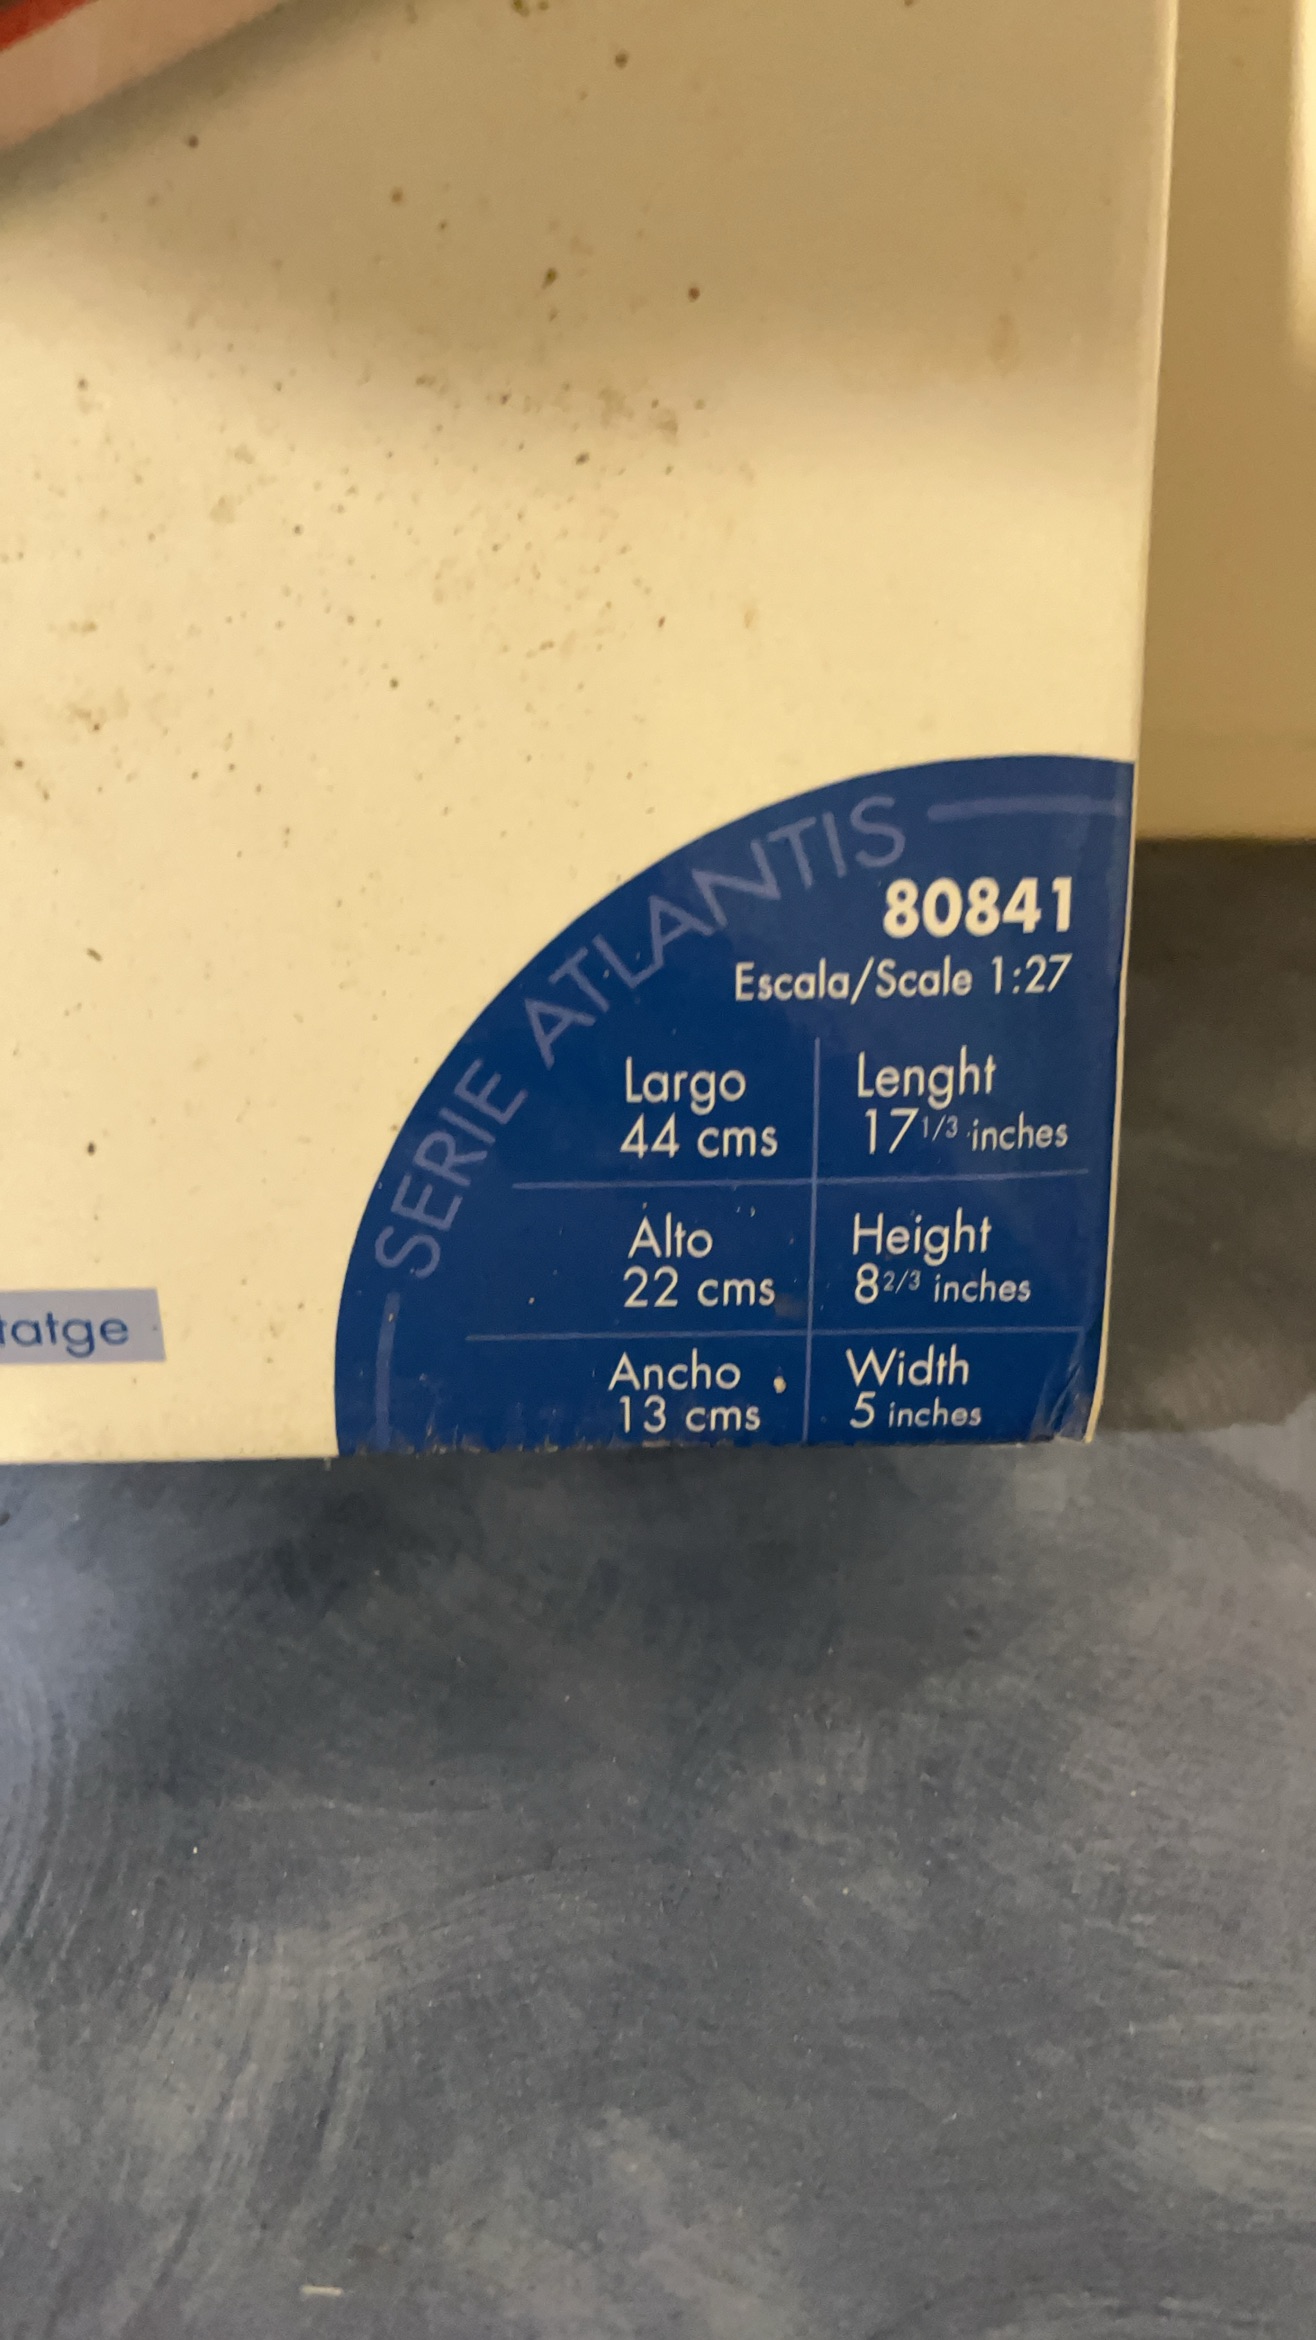 SERIE ATLANTIS
80841
Escala/Scale 1:27
Largo
44 cms
Lenght
17 1/3 inches
Alto
22 cms
Height
8 2/3 inches
Ancho
13 cms
Width
5 inches